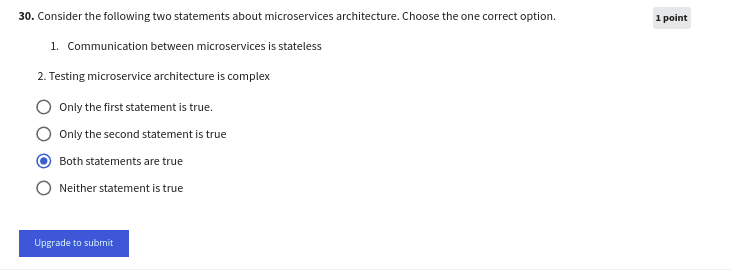 30. Consider the following two statements about microservices architecture. Choose the one correct option.
1 point
1. Communication between microservices is stateless
2. Testing microservice architecture is complex
Only the first statement is true.
Only the second statement is true
Both statements are true
Neither statement is true
Upgrade to submit